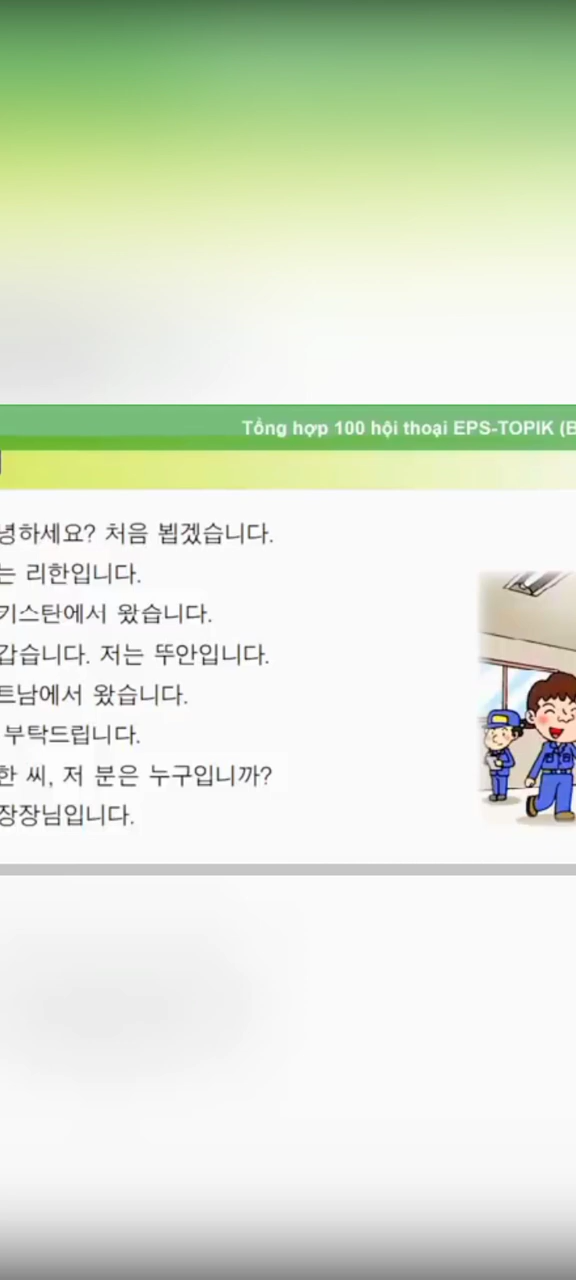 Tổng hợp 100 hội thoại EPS-TOPIK (B
녕하세요? 처음 뵙겠습니다.
는 리한입니다.
키스탄에서 왔습니다.
갑습니다. 저는 뚜안입니다.
트남에서 왔습니다.
부탁드립니다.
한 씨, 저 분은 누구입니까?
장장님입니다.